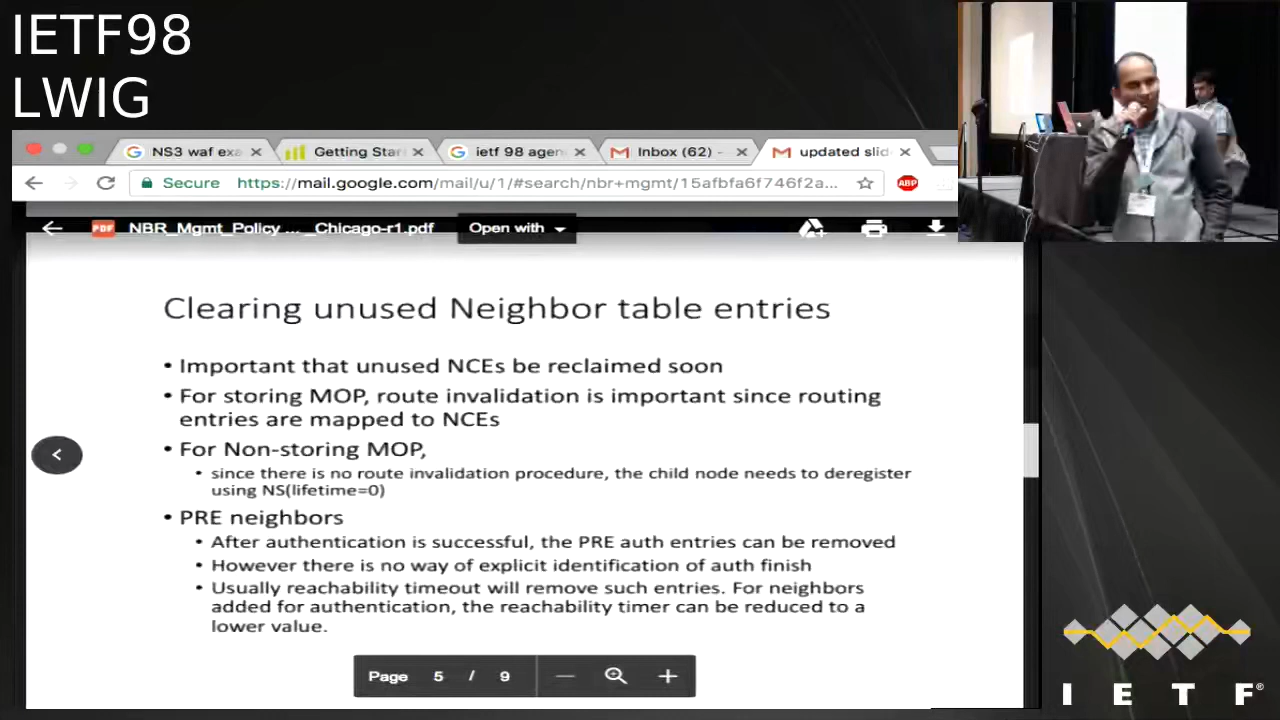 IETF98
LWIG
NS3 waf exa
Getting Star
ietf 98 agen
Inbox (62) -
updated slid
Secure https://mail.google.com/mail/u/1/#search/nbr+mgmt/15afbfa6f746f2a...
ABP
PDF NBR_Mgmt_Policy ... _Chicago-r1.pdf Open with
Clearing unused Neighbor table entries
• Important that unused NCEs be reclaimed soon
• For storing MOP, route invalidation is important since routing
entries are mapped to NCEs
• For Non-storing MOP,
• since there is no route invalidation procedure, the child node needs to deregister
using NS(lifetime=0)
• PRE neighbors
• After authentication is successful, the PRE auth entries can be removed
• However there is no way of explicit identification of auth finish
• Usually reachability timeout will remove such entries. For neighbors
added for authentication, the reachability timer can be reduced to a
lower value.
Page 5 / 9
I E T F®